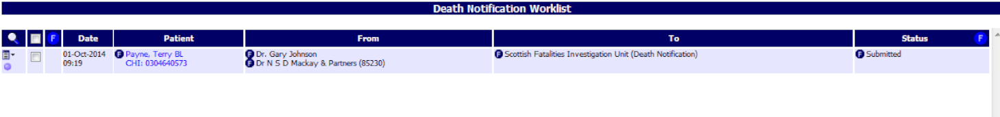 Death Notification Worklist
F Date Patient From To Status F
01-Oct-2014 F Payne, Terry BL F Dr. Gary Johnson F Scottish Fatalities Investigation Unit (Death Notification) F Submitted
09:19 CHI: 0304640573 F Dr N S D Mackay & Partners (85230)